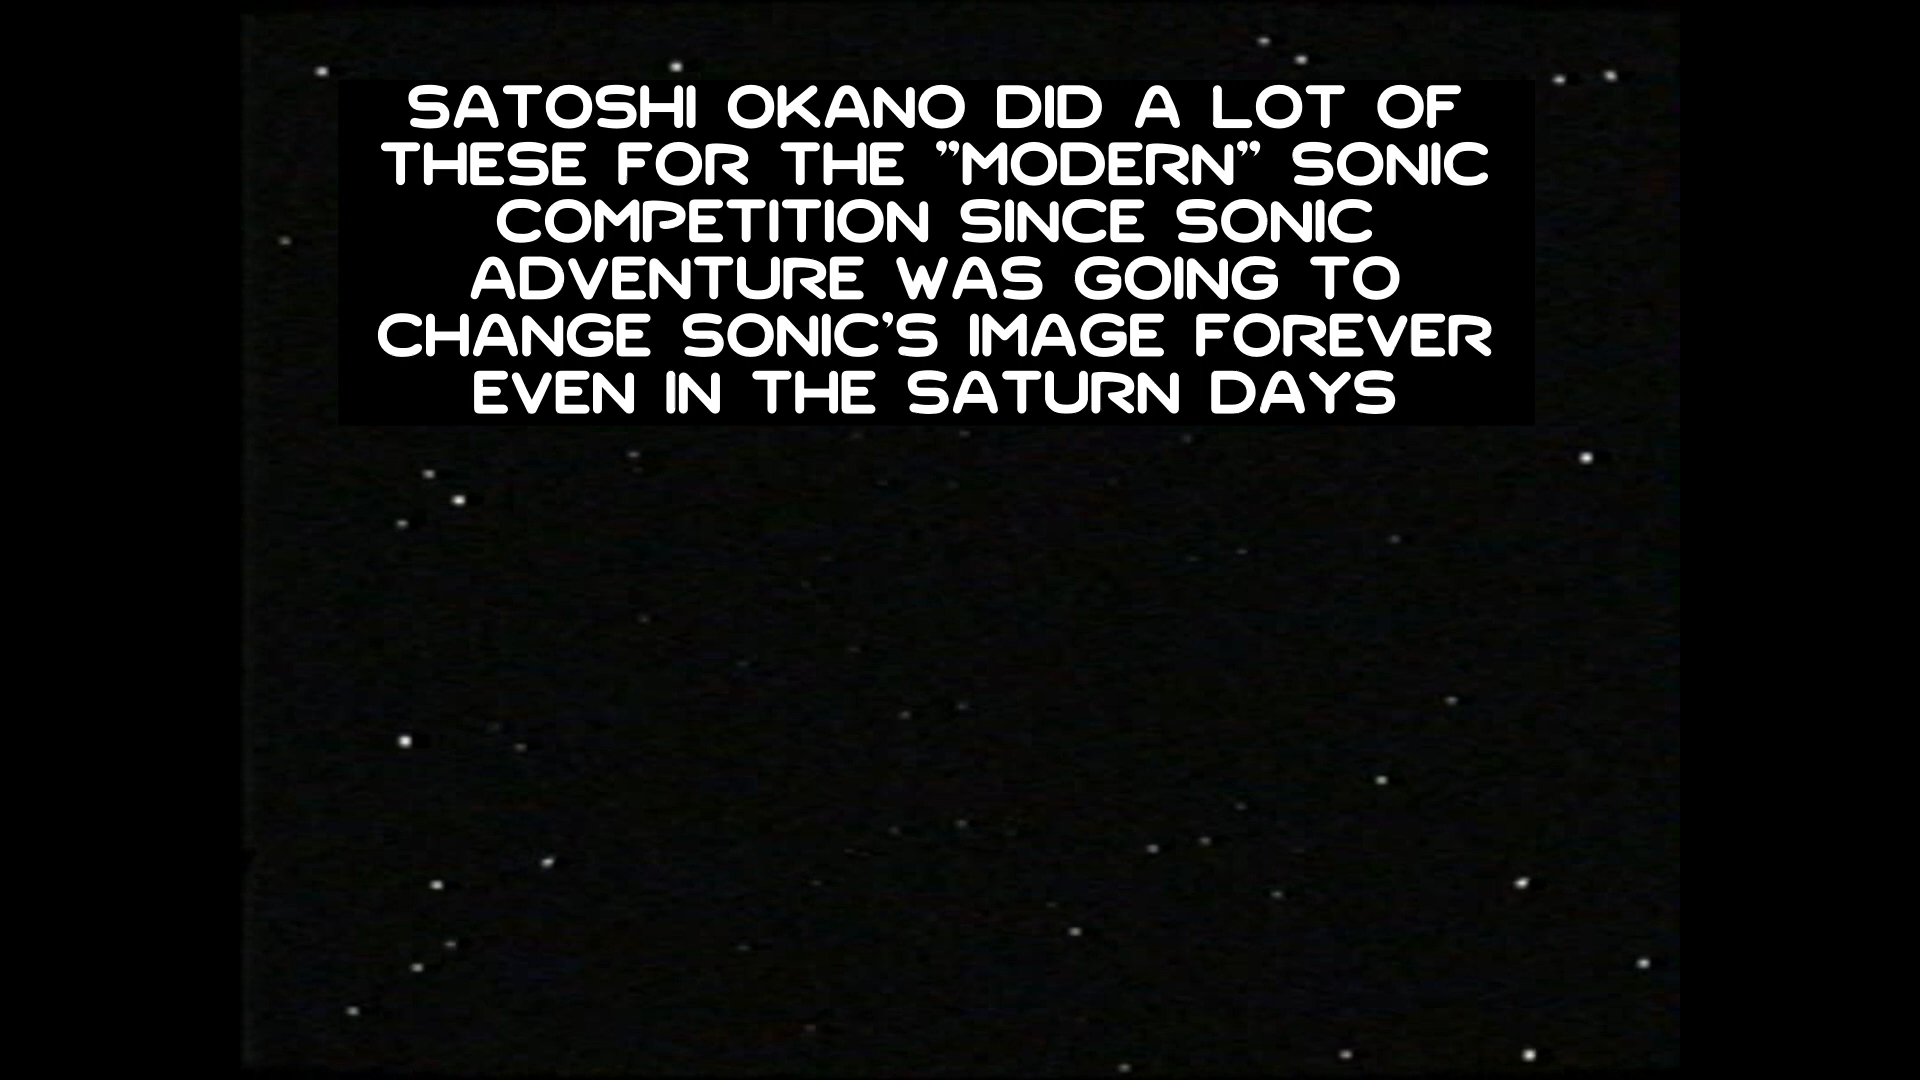 SATOSHI OKANO DID A LOT OF
THESE FOR THE "MODERN" SONIC
COMPETITION SINCE SONIC
ADVENTURE WAS GOING TO
CHANGE SONIC'S IMAGE FOREVER
EVEN IN THE SATURN DAYS